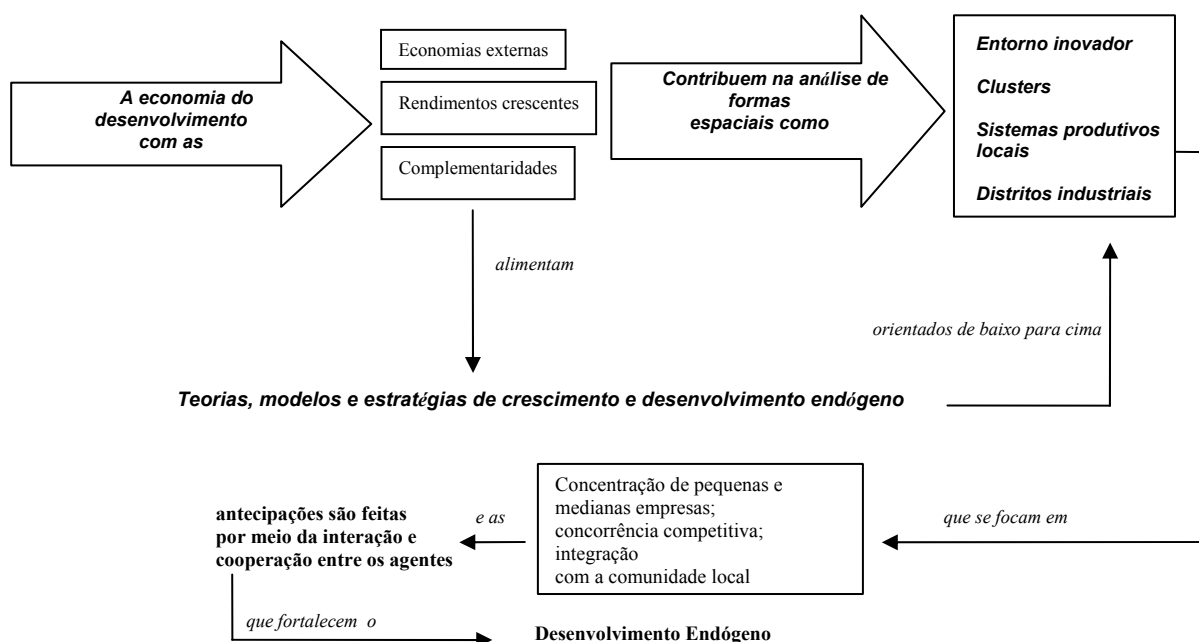 A economia do
desenvolvimento
com as
Economias externas
Rendimentos crescentes
Complementaridades
Contribuem na análise de
formas
espaciais como
Entorno inovador
Clusters
Sistemas produtivos
locais
Distritos industriais
alimentam
orientados de baixo para cima
Teorias, modelos e estratégias de crescimento e desenvolvimento endógeno
Concentração de pequenas e
medianas empresas;
concorrência competitiva;
integração
com a comunidade local
que se focam em
e as
antecipações são feitas
por meio da interação e
cooperação entre os agentes
que fortalecem o
Desenvolvimento Endógeno